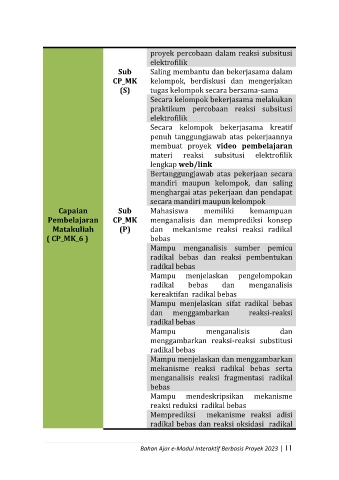 proyek percobaan dalam reaksi subsitusi
elektrofilik
Sub
CP_MK
(S)
Saling membantu dan bekerjasama dalam
kelompok, berdiskusi dan mengerjakan
tugas kelompok secara bersama-sama
Secara kelompok bekerjasama melakukan
praktikum percobaan reaksi subsitusi
elektrofilik
Secara kelompok bekerjasama kreatif
penuh tanggungjawab atas pekerjaannya
membuat proyek video pembelajaran
materi reaksi subsitusi elektrofilik
lengkap web/link
Bertanggungjawab atas pekerjaan secara
mandiri maupun kelompok, dan saling
menghargai atas pekerjaan dan pendapat
secara mandiri maupun kelompok
Capaian
Pembelajaran
Matakuliah
( CP_MK_6 )
Sub
CP_MK
(P)
Mahasiswa memiliki kemampuan
menganalisis dan memprediksi konsep
dan mekanisme reaksi reaksi radikal
bebas
Mampu menganalisis sumber pemicu
radikal bebas dan reaksi pembentukan
radikal bebas
Mampu menjelaskan pengelompokan
radikal bebas dan menganalisis
kereaktifan radikal bebas
Mampu menjelaskan sifat radikal bebas
dan menggambarkan reaksi-reaksi
radikal bebas
Mampu menganalisis dan
menggambarkan reaksi-reaksi substitusi
radikal bebas
Mampu menjelaskan dan menggambarkan
mekanisme reaksi radikal bebas serta
menganalisis reaksi fragmentasi radikal
bebas
Mampu mendeskripsikan mekanisme
reaksi reduksi radikal bebas
Memprediksi mekanisme reaksi adisi
radikal bebas dan reaksi oksidasi radikal
Bahan Ajar e-Modul Interaktif Berbasis Proyek 2023 | 11